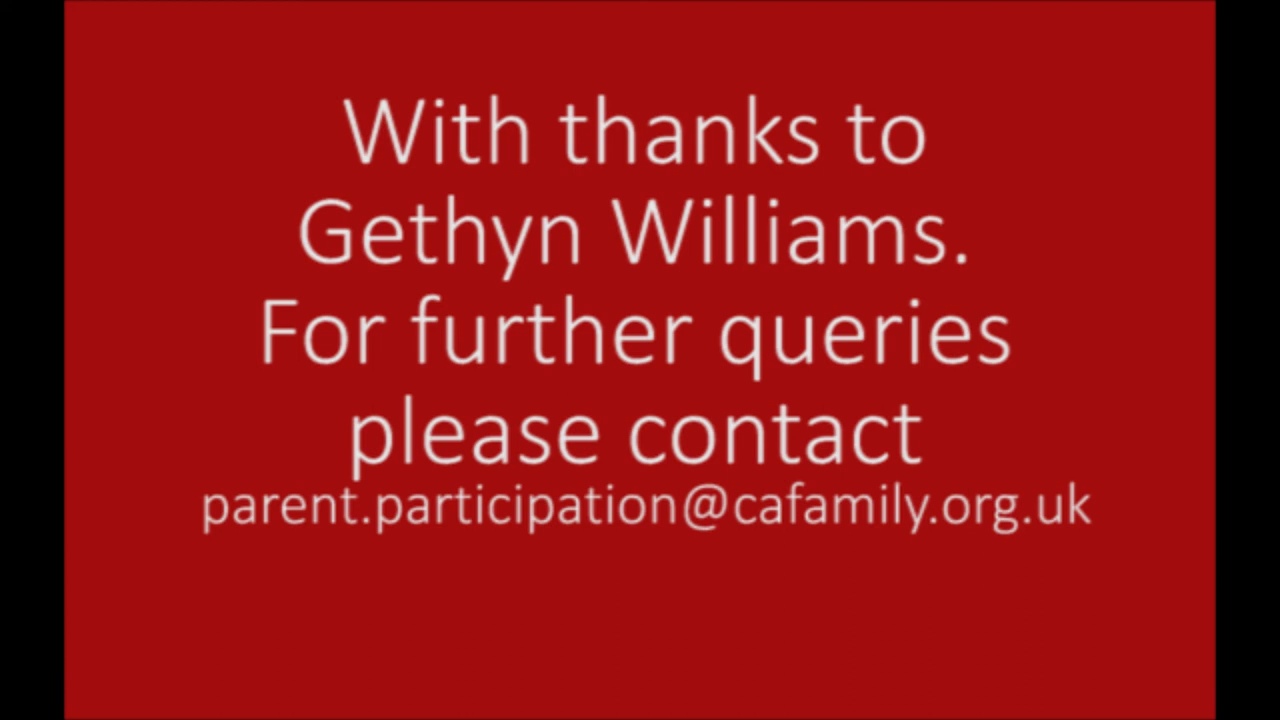 With thanks to
Gethyn Williams.
For further queries
please contact
parent.participation@cafamily.org.uk